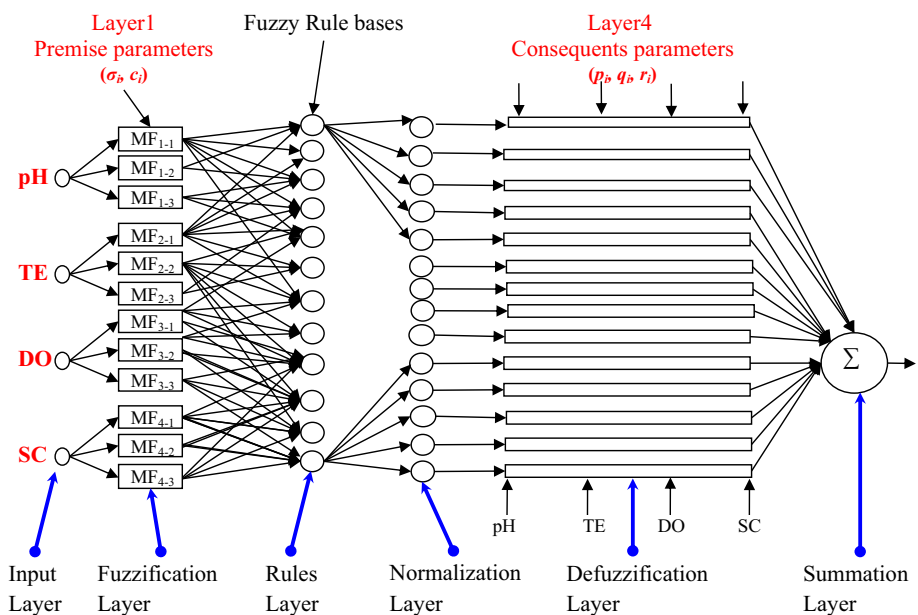 Layer1
Premise parameters
(σi, ci)
Fuzzy Rule bases
Layer4
Consequents parameters
(pi, qi, ri)
pH
TE
DO
SC
MF1-1
MF1-2
MF1-3
MF2-1
MF2-2
MF2-3
MF3-1
MF3-2
MF3-3
MF4-1
MF4-2
MF4-3
Σ
pH TE DO SC
Input
Layer
Fuzzification
Layer
Rules
Layer
Normalization
Layer
Defuzzification
Layer
Summation
Layer